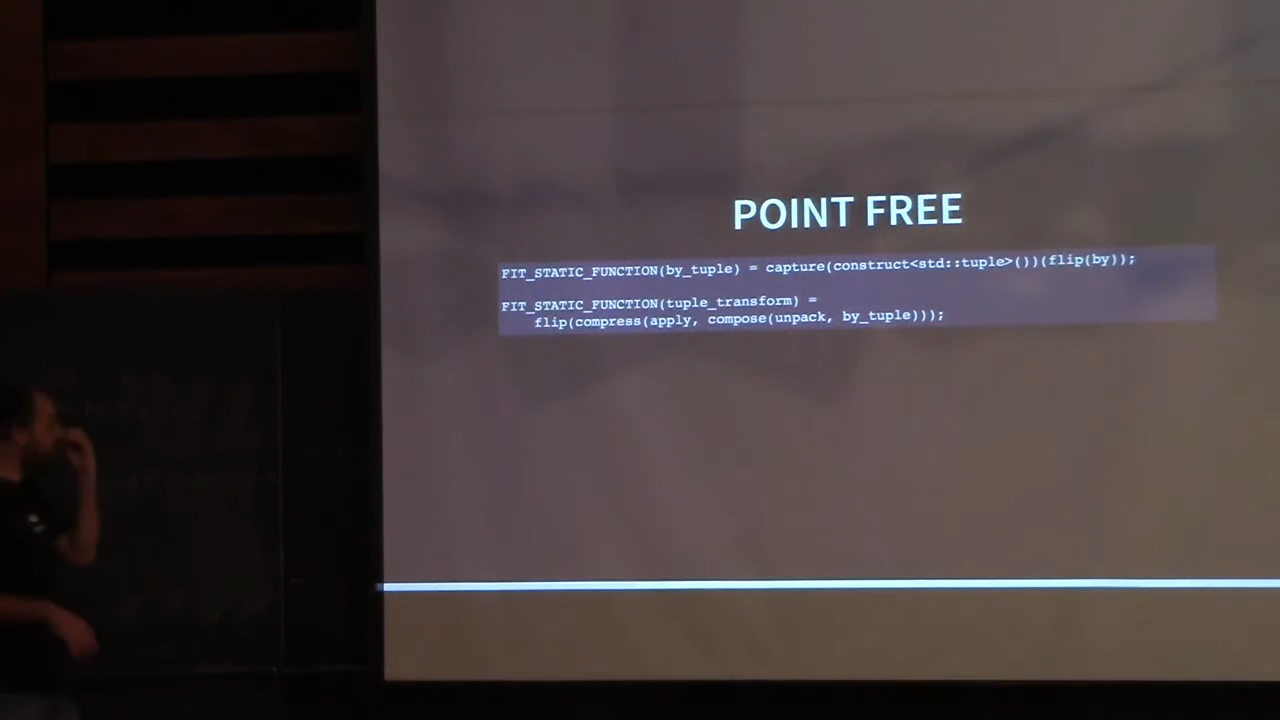 POINT FREE
FIT_STATIC_FUNCTION(by_tuple) = capture(construct<std::tuple>())(flip(by));
FIT_STATIC_FUNCTION(tuple_transform) =
    flip(compress(apply, compose(unpack, by_tuple)));